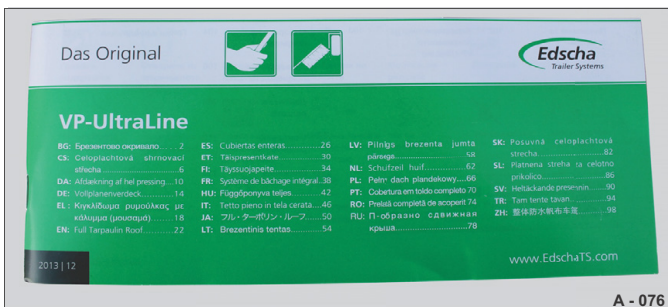 Das Original
Edscha
Trailer Systems
VP-UltraLine
BG: Брезентово окривало.........2
CS: Celoplachtová shrnovací
střecha.........6
DA: Afdækning af hel pressing...10
DE: Vollplanenverdeck.........14
EL: Κιγκλίδωμα ρυμούλκας με
κάλυμμα (μουσαμά).........18
EN: Full Tarpaulin Roof.........22
ES: Cubiertas enteras.........26
ET: Täispresentkate.........30
FI: Täyssuojapeite.........34
FR: Système de bâchage intégral.38
HU: Függöponyva teljes.........42
IT: Tetto pieno in tela cerata.....46
JA: フル・ターポリン・ルーフ.....50
LT: Brezentinis tentas.........54
LV: Pilnīgs brezenta jumta
pārsegs.........58
NL: Schufzeil huif.........62
PL: Pełny dach plandekowy...66
PT: Cobertura em toldo completo 70
RO: Prelată completă de acoperit 74
RU: П-образно сдвижная
крыша.........78
SK: Posuvná celoplachtová
strecha.........82
SL: Platnena streha za celotno
prikolico.........86
SV: Heltäckande presenning...90
TR: Tam tente tavan.........94
ZH: 整体防水帆布车篷.........98
2013 | 12
www.EdschaTS.com
A - 076